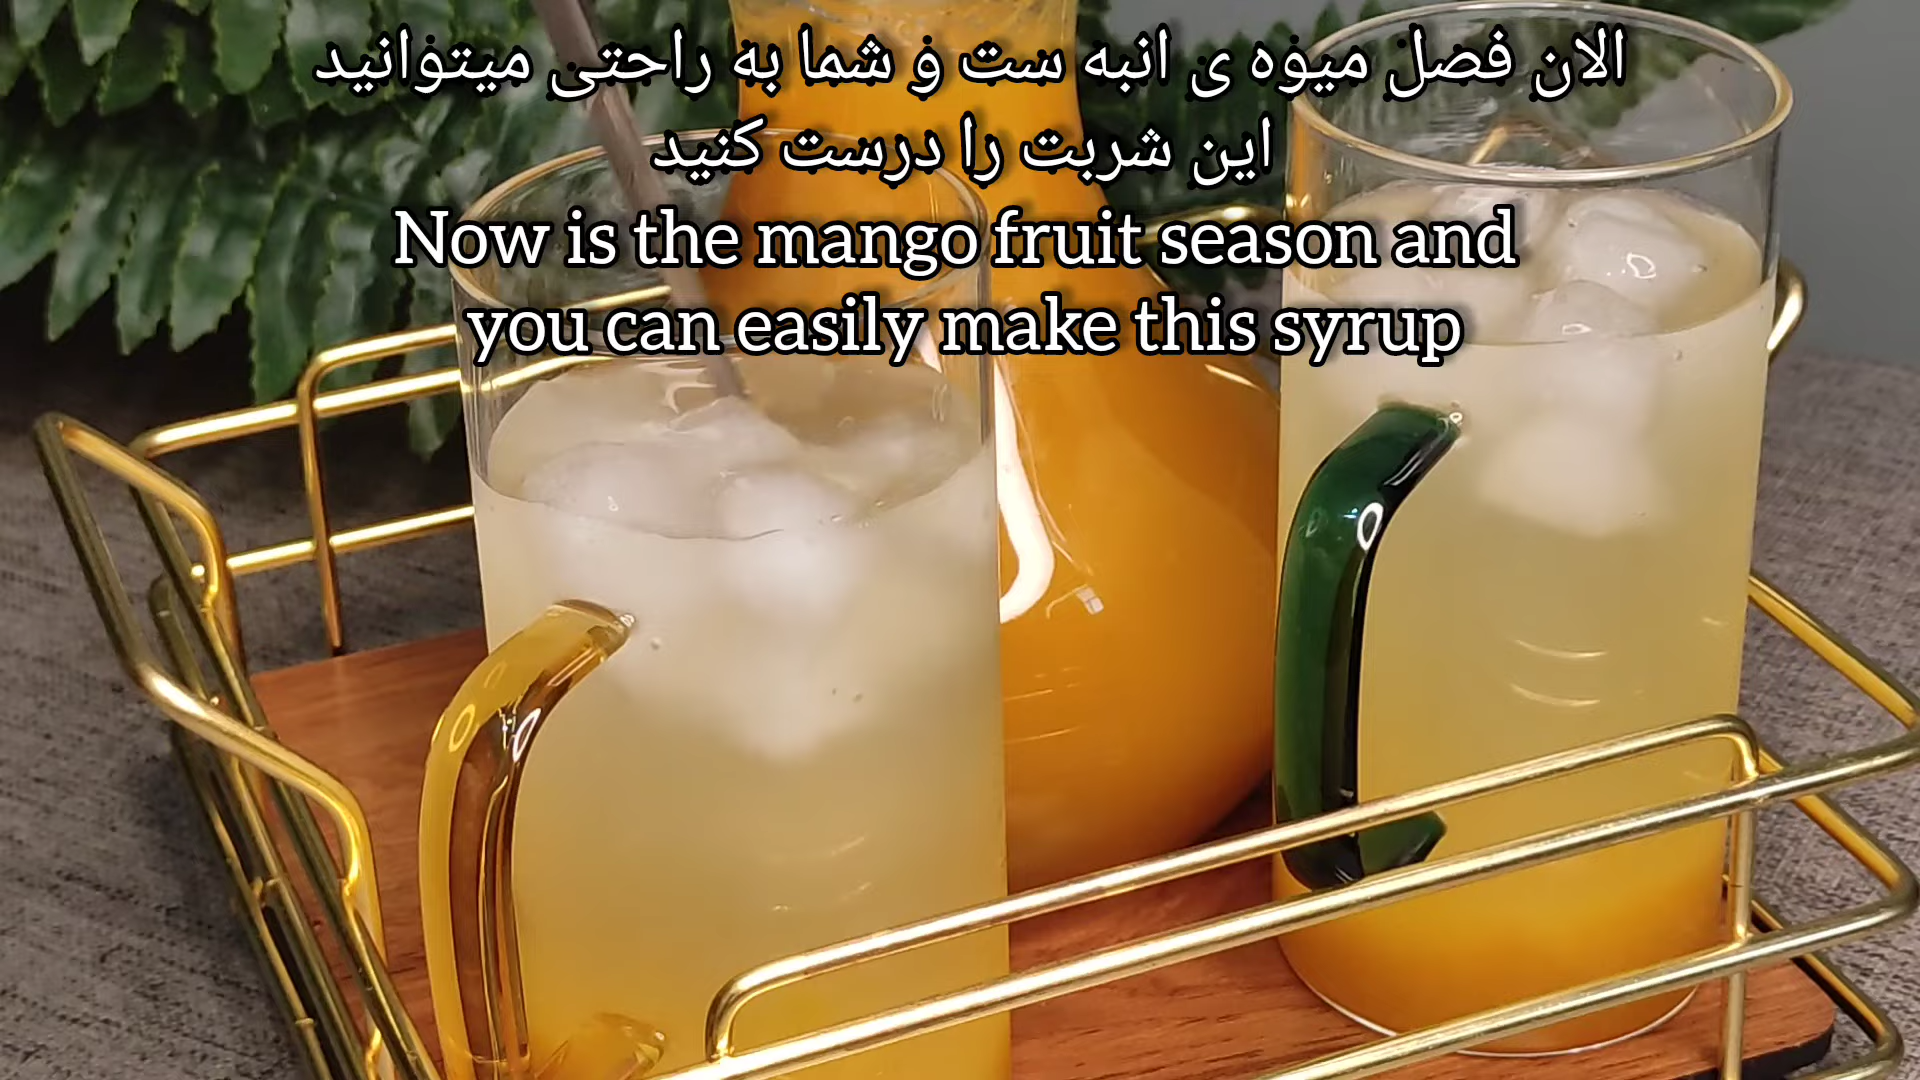 الان فصل میوه ی انبه ست و شما به راحتی میتوانید
این شربت را درست کنید
Now is the mango fruit season and
you can easily make this syrup